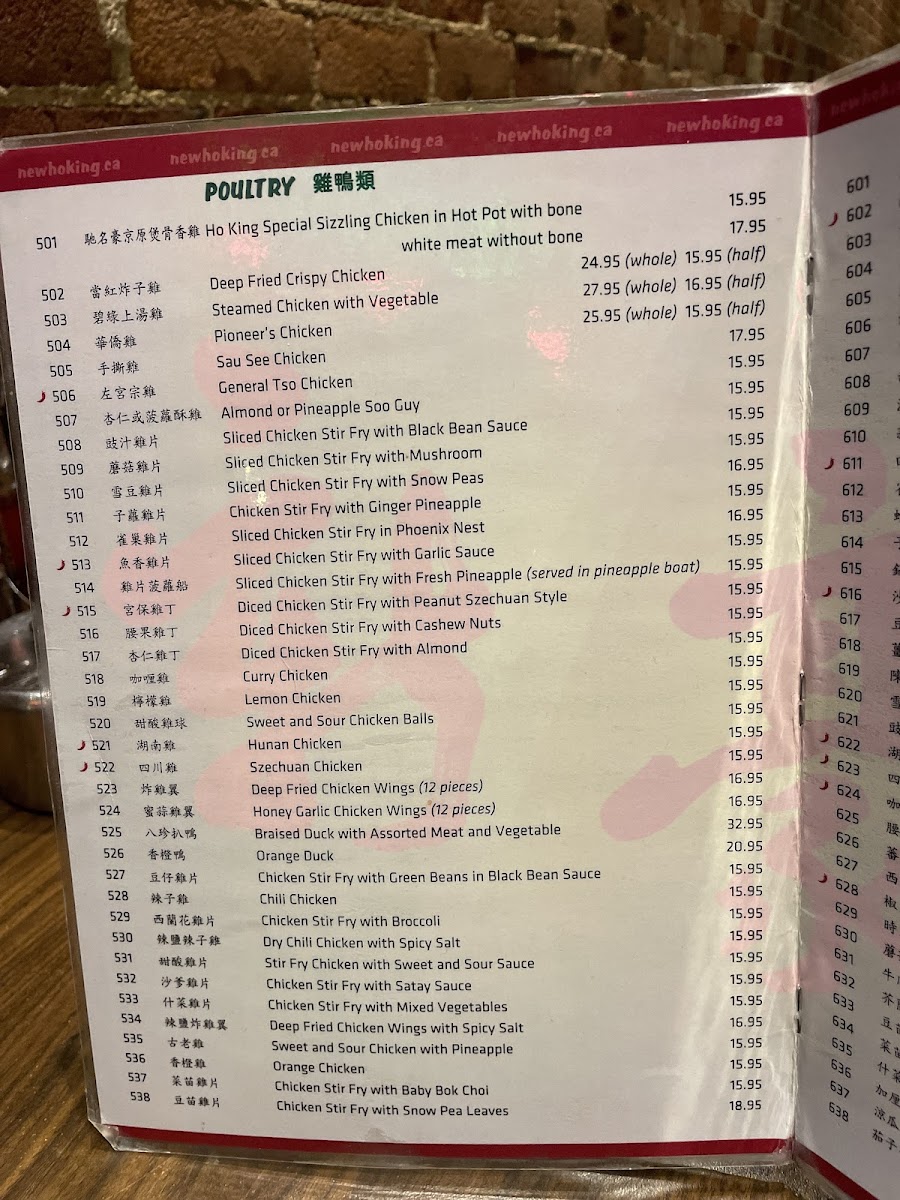 newhoking.ca newhoking.ca newhoking.ca newhoking.ca newhoking.ca
POULTRY 雞鴨類
501 馳名豪京原煲骨香雞 Ho King Special Sizzling Chicken in Hot Pot with bone 15.95
white meat without bone 17.95
502 當紅炸子雞 Deep Fried Crispy Chicken 24.95 (whole) 15.95 (half)
503 碧綠上湯雞 Steamed Chicken with Vegetable 27.95 (whole) 16.95 (half)
504 華僑雞 Pioneer's Chicken 25.95 (whole) 15.95 (half)
505 手撕雞 Sau See Chicken 17.95
506 左宮宗雞 General Tso Chicken 15.95
507 杏仁或菠蘿酥雞 Almond or Pineapple Soo Guy 15.95
508 豉汁雞片 Sliced Chicken Stir Fry with Black Bean Sauce 15.95
509 蘑菇雞片 Sliced Chicken Stir Fry with Mushroom 15.95
510 雪豆雞片 Sliced Chicken Stir Fry with Snow Peas 16.95
511 子蘿雞片 Chicken Stir Fry with Ginger Pineapple 15.95
512 雀巢雞片 Sliced Chicken Stir Fry in Phoenix Nest 16.95
513 魚香雞片 Sliced Chicken Stir Fry with Garlic Sauce 15.95
514 雞片菠蘿船 Sliced Chicken Stir Fry with Fresh Pineapple (served in pineapple boat) 15.95
515 宮保雞丁 Diced Chicken Stir Fry with Peanut Szechuan Style 15.95
516 腰果雞丁 Diced Chicken Stir Fry with Cashew Nuts 15.95
517 杏仁雞丁 Diced Chicken Stir Fry with Almond 15.95
518 咖喱雞 Curry Chicken 15.95
519 檸檬雞 Lemon Chicken 15.95
520 甜酸雞球 Sweet and Sour Chicken Balls 15.95
521 湖南雞 Hunan Chicken 15.95
522 四川雞 Szechuan Chicken 15.95
523 炸雞翼 Deep Fried Chicken Wings (12 pieces) 16.95
524 蜜蒜雞翼 Honey Garlic Chicken Wings (12 pieces) 16.95
525 八珍扒鴨 Braised Duck with Assorted Meat and Vegetable 32.95
526 香橙鴨 Orange Duck 20.95
527 豆仔雞片 Chicken Stir Fry with Green Beans in Black Bean Sauce 15.95
528 辣子雞 Chili Chicken 15.95
529 西蘭花雞片 Chicken Stir Fry with Broccoli 15.95
530 辣鹽辣子雞 Dry Chili Chicken with Spicy Salt 15.95
531 甜酸雞片 Stir Fry Chicken with Sweet and Sour Sauce 15.95
532 沙爹雞片 Chicken Stir Fry with Satay Sauce 15.95
533 什菜雞片 Chicken Stir Fry with Mixed Vegetables 15.95
534 辣鹽炸雞翼 Deep Fried Chicken Wings with Spicy Salt 16.95
535 古老雞 Sweet and Sour Chicken with Pineapple 15.95
536 香橙雞 Orange Chicken 15.95
537 菜苗雞片 Chicken Stir Fry with Baby Bok Choi 15.95
538 豆苗雞片 Chicken Stir Fry with Snow Pea Leaves 18.95
601
602
603
604
605
606
607
608
609
610
611
612
613
614
615
616
617
618
619
620
621
622
623
624
625
626
627
628
629
630
631
632
633
634
635
636
637
638